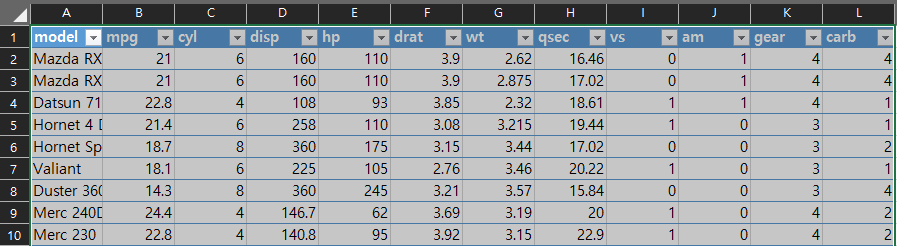 A B C D E F G H I J K L
1 model mpg cyl disp hp drat wt qsec vs am gear carb
2 Mazda RX 21 6 160 110 3.9 2.62 16.46 0 1 4 4
3 Mazda RX 21 6 160 110 3.9 2.875 17.02 0 1 4 4
4 Datsun 71 22.8 4 108 93 3.85 2.32 18.61 1 1 4 1
5 Hornet 4 D 21.4 6 258 110 3.08 3.215 19.44 1 0 3 1
6 Hornet Sp 18.7 8 360 175 3.15 3.44 17.02 0 0 3 2
7 Valiant 18.1 6 225 105 2.76 3.46 20.22 1 0 3 1
8 Duster 360 14.3 8 360 245 3.21 3.57 15.84 0 0 3 4
9 Merc 240D 24.4 4 146.7 62 3.69 3.19 20 1 0 4 2
10 Merc 230 22.8 4 140.8 95 3.92 3.15 22.9 1 0 4 2